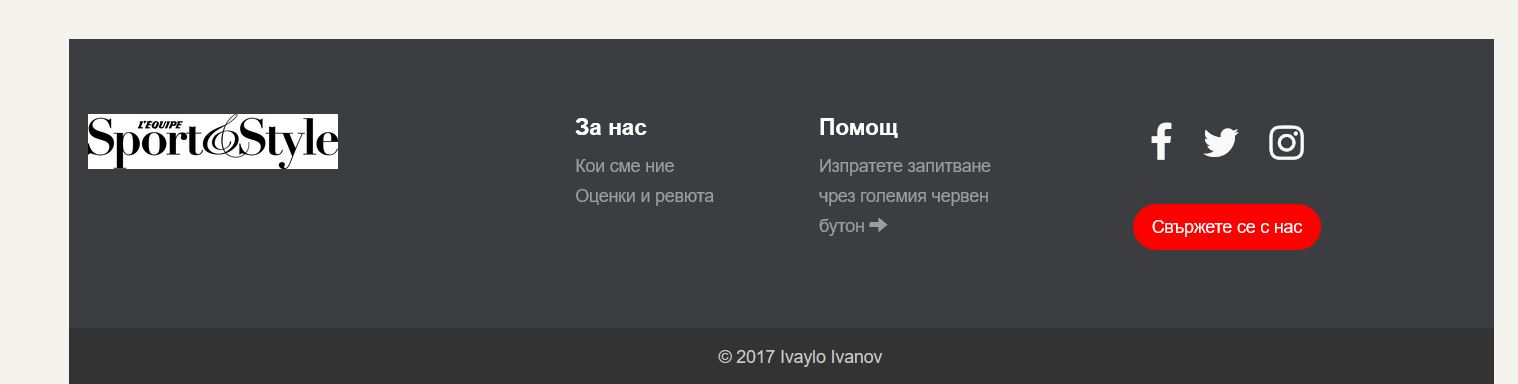 L'EQUIPE
Sport&Style
За нас
Кои сме ние
Оценки и ревюта
Помощ
Изпратете запитване
чрез големия червен
бутон
Свържете се с нас
© 2017 Ivaylo Ivanov